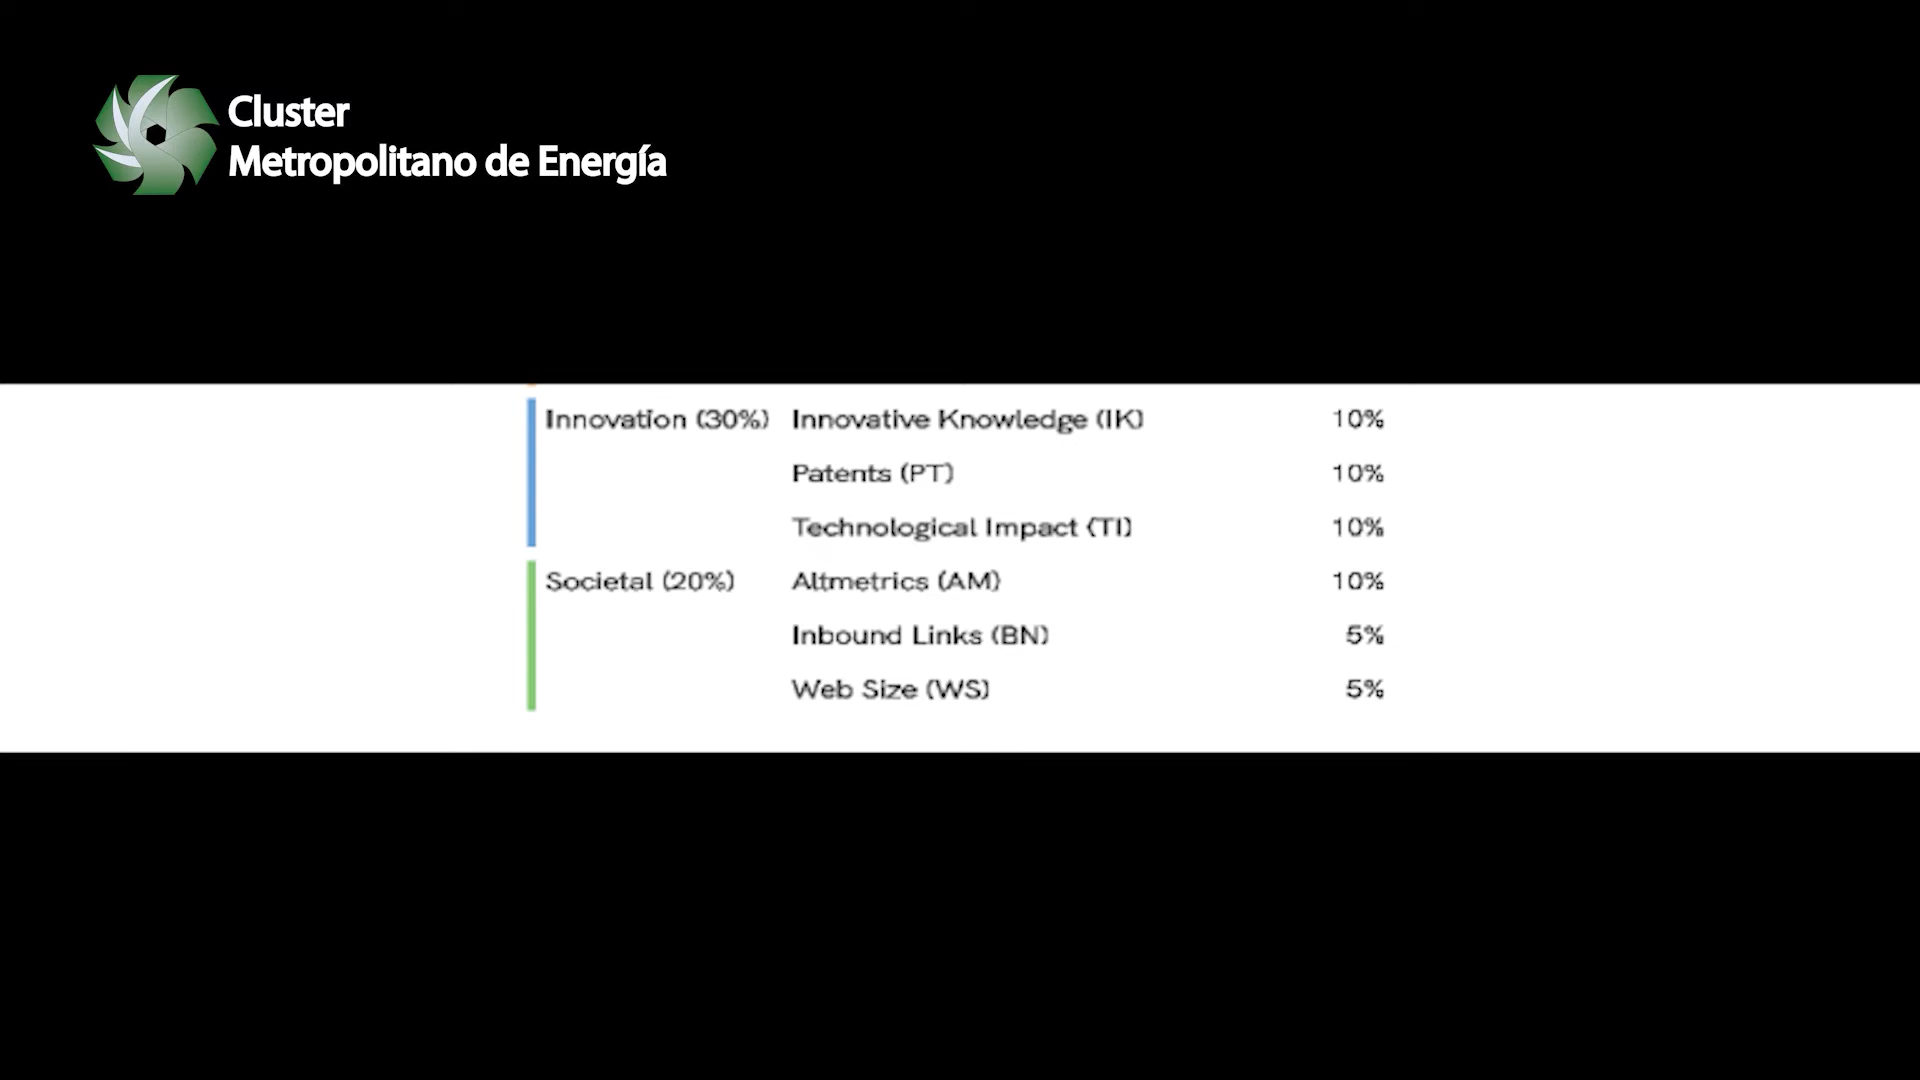 Cluster
Metropolitano de Energía
Innovation (30%) Innovative Knowledge (IK) 10%
Patents (PT) 10%
Technological Impact (TI) 10%
Societal (20%) Altmetrics (AM) 10%
Inbound Links (BN) 5%
Web Size (WS) 5%